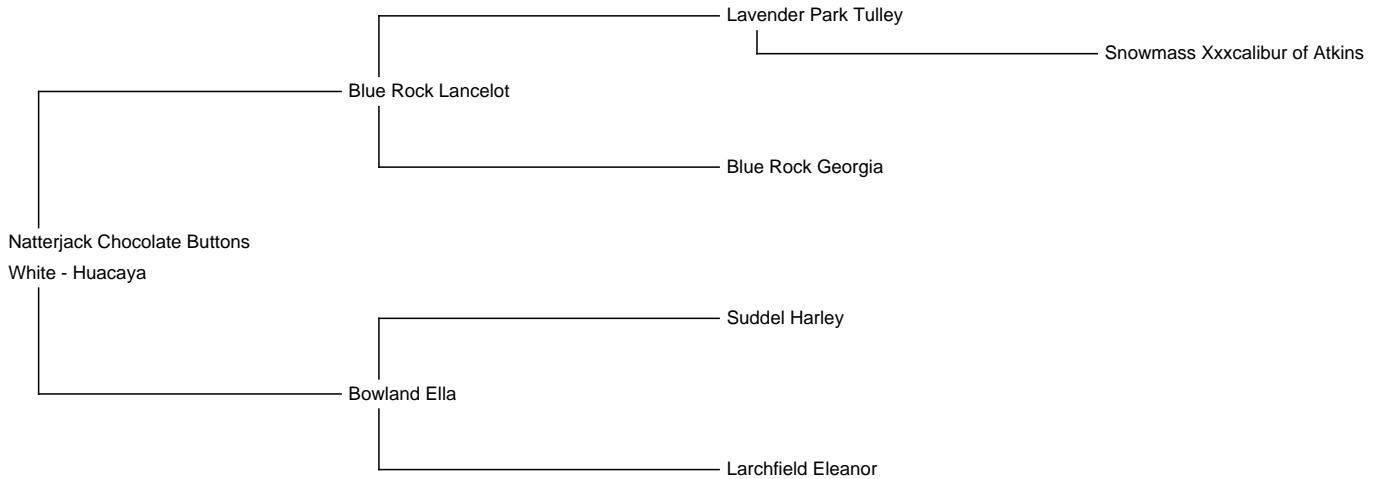 Lavender Park Tulley
Snowmass Xxxcalibur of Atkins
Blue Rock Lancelot
Blue Rock Georgia
Natterjack Chocolate Buttons
White - Huacaya
Suddel Harley
Bowland Ella
Larchfield Eleanor